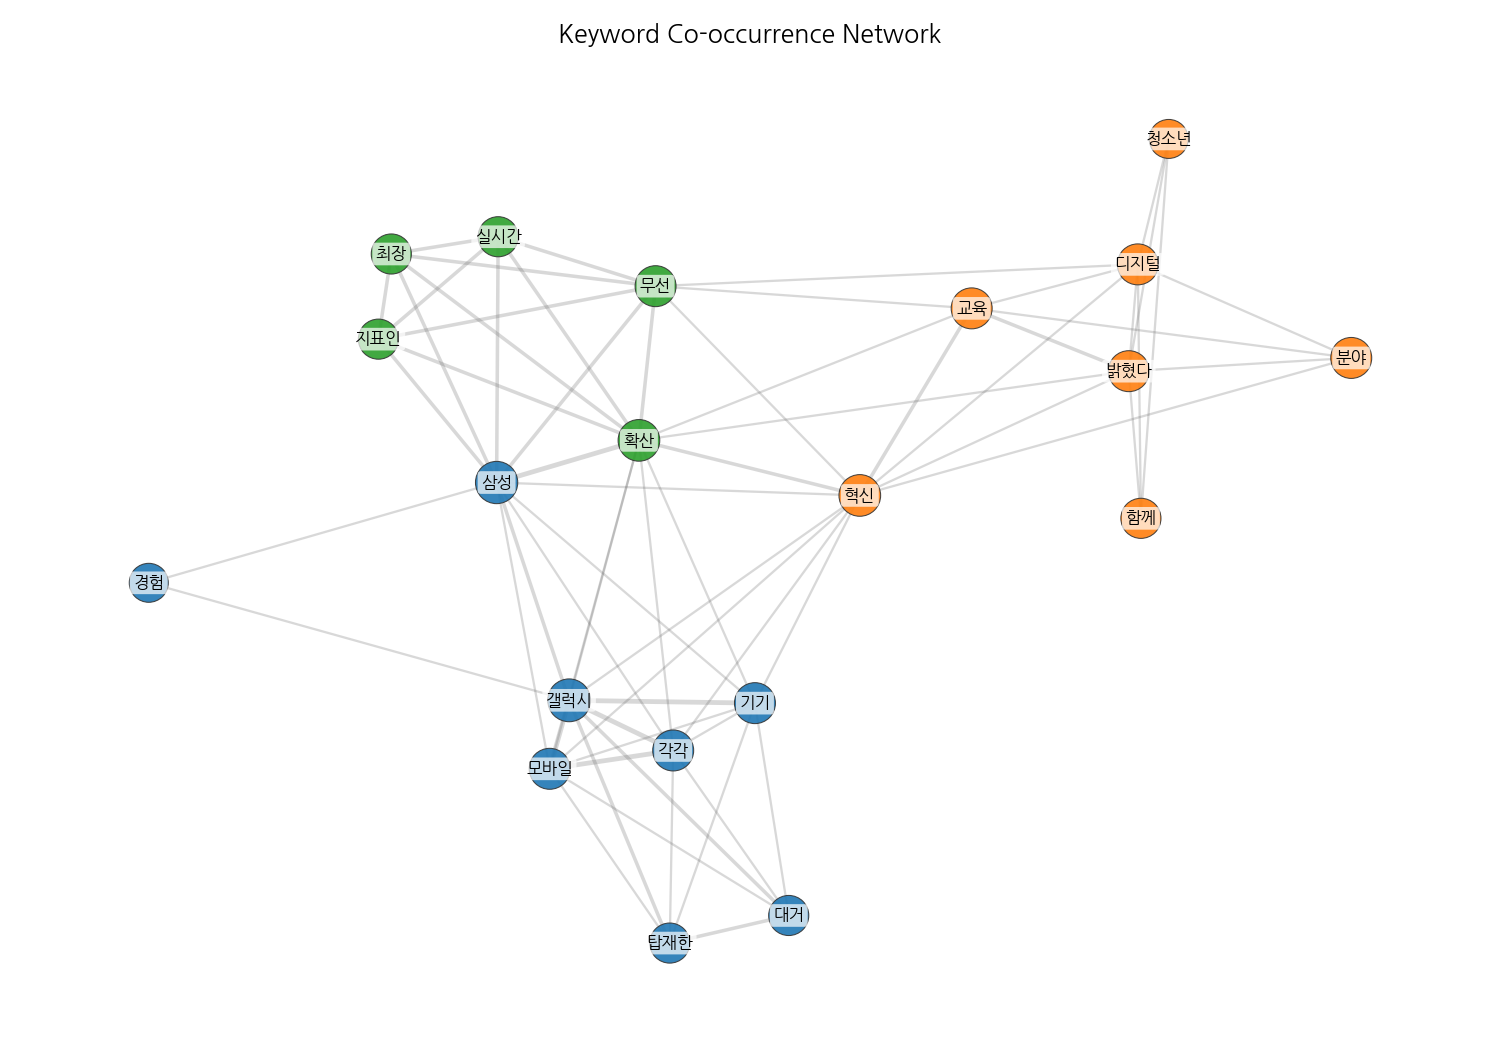 Keyword Co-occurrence Network
청소년
실시간
최장
디지털
무선
교육
지표인
분야
밝혔다
확산
삼성
혁신
함께
경험
갤럭시
기기
각각
모바일
대거
탑재한